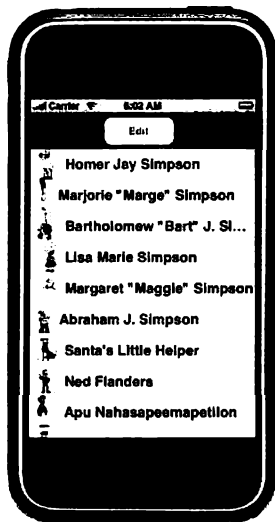 Carrier 6:02 AM
Edit
Homer Jay Simpson
Marjorie "Marge" Simpson
Bartholomew "Bart" J. Si...
Lisa Marie Simpson
Margaret "Maggie" Simpson
Abraham J. Simpson
Santa's Little Helper
Ned Flanders
Apu Nahasapeemapetilon